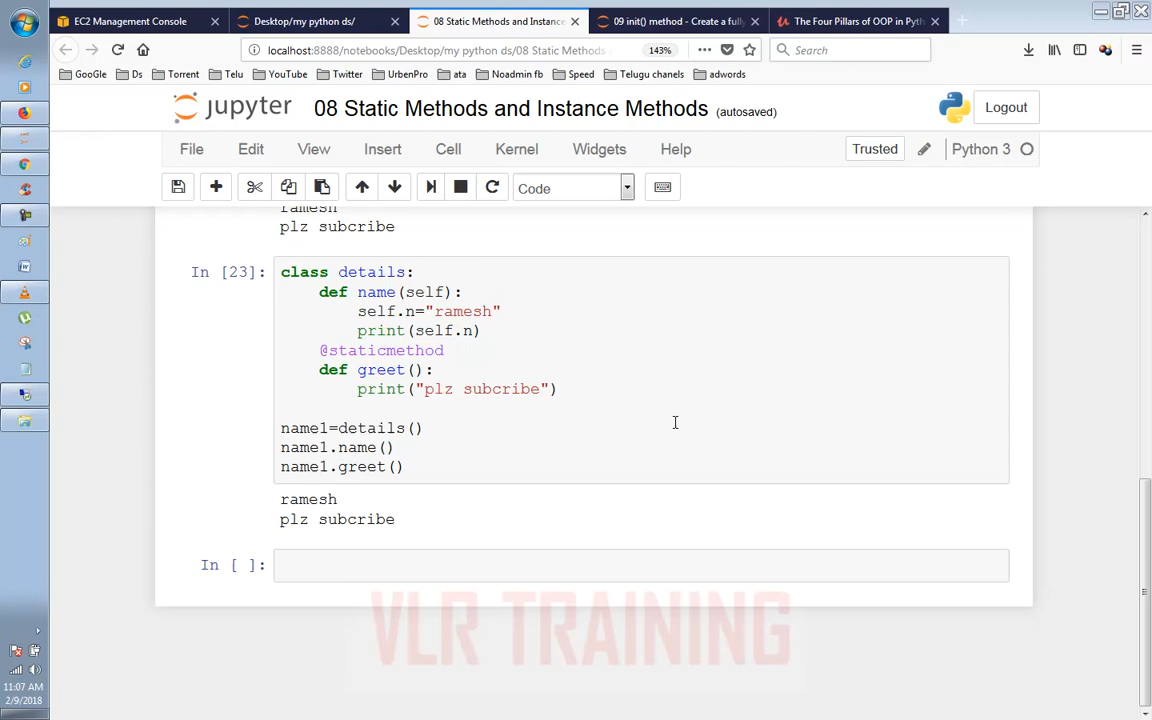 EC2 Management Console
Desktop/my python ds/
08 Static Methods and Instance
09 init() method - Create a fully
The Four Pillars of OOP in Pyth
localhost:8888/notebooks/Desktop/my python ds/08 Static Methods
143%
Search
GooGle
Ds
Torrent
Telu
YouTube
Twitter
UrbenPro
ata
Noadmin fb
Speed
Telugu chanels
adwords
jupyter
08 Static Methods and Instance Methods (autosaved)
Logout
File
Edit
View
Insert
Cell
Kernel
Widgets
Help
Trusted
Python 3
Code
ramesh
plz subcribe
In [23]:
class details:
    def name(self):
        self.n="ramesh"
        print(self.n)
    @staticmethod
    def greet():
        print("plz subcribe")
name1=details()
name1.name()
name1.greet()
ramesh
plz subcribe
In [ ]:
VLR TRAINING
11:07 AM
2/9/2018